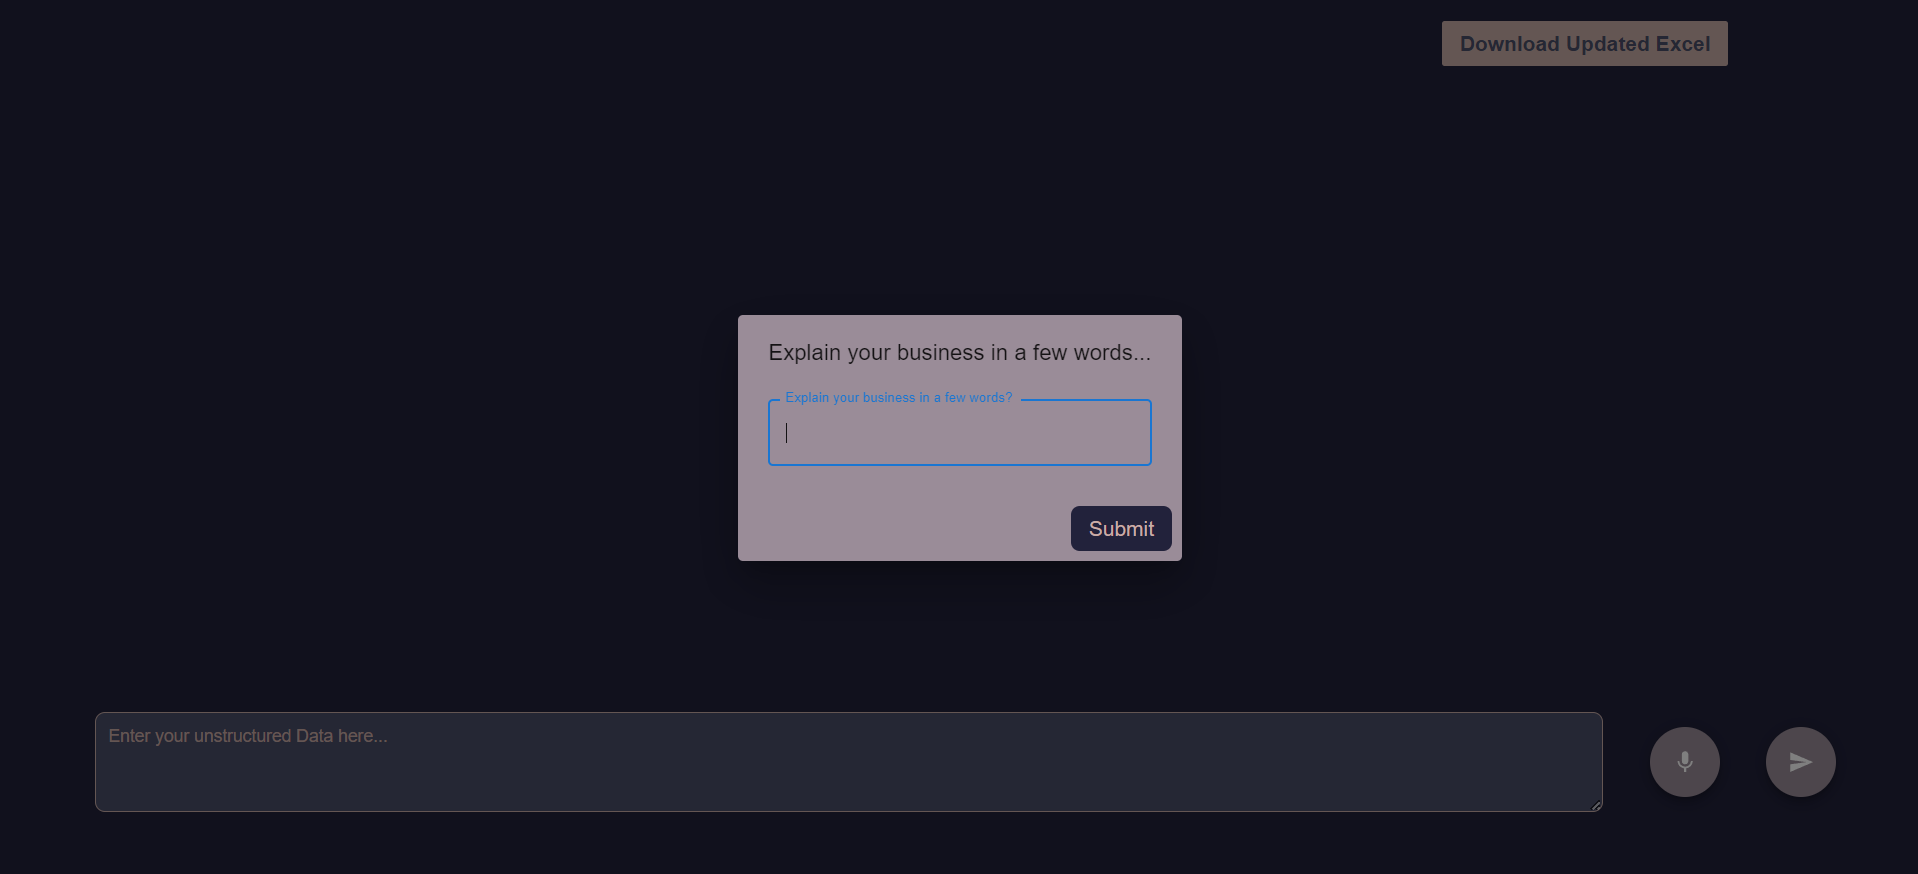 Download Updated Excel
Explain your business in a few words...
Explain your business in a few words?
Submit
Enter your unstructured Data here...